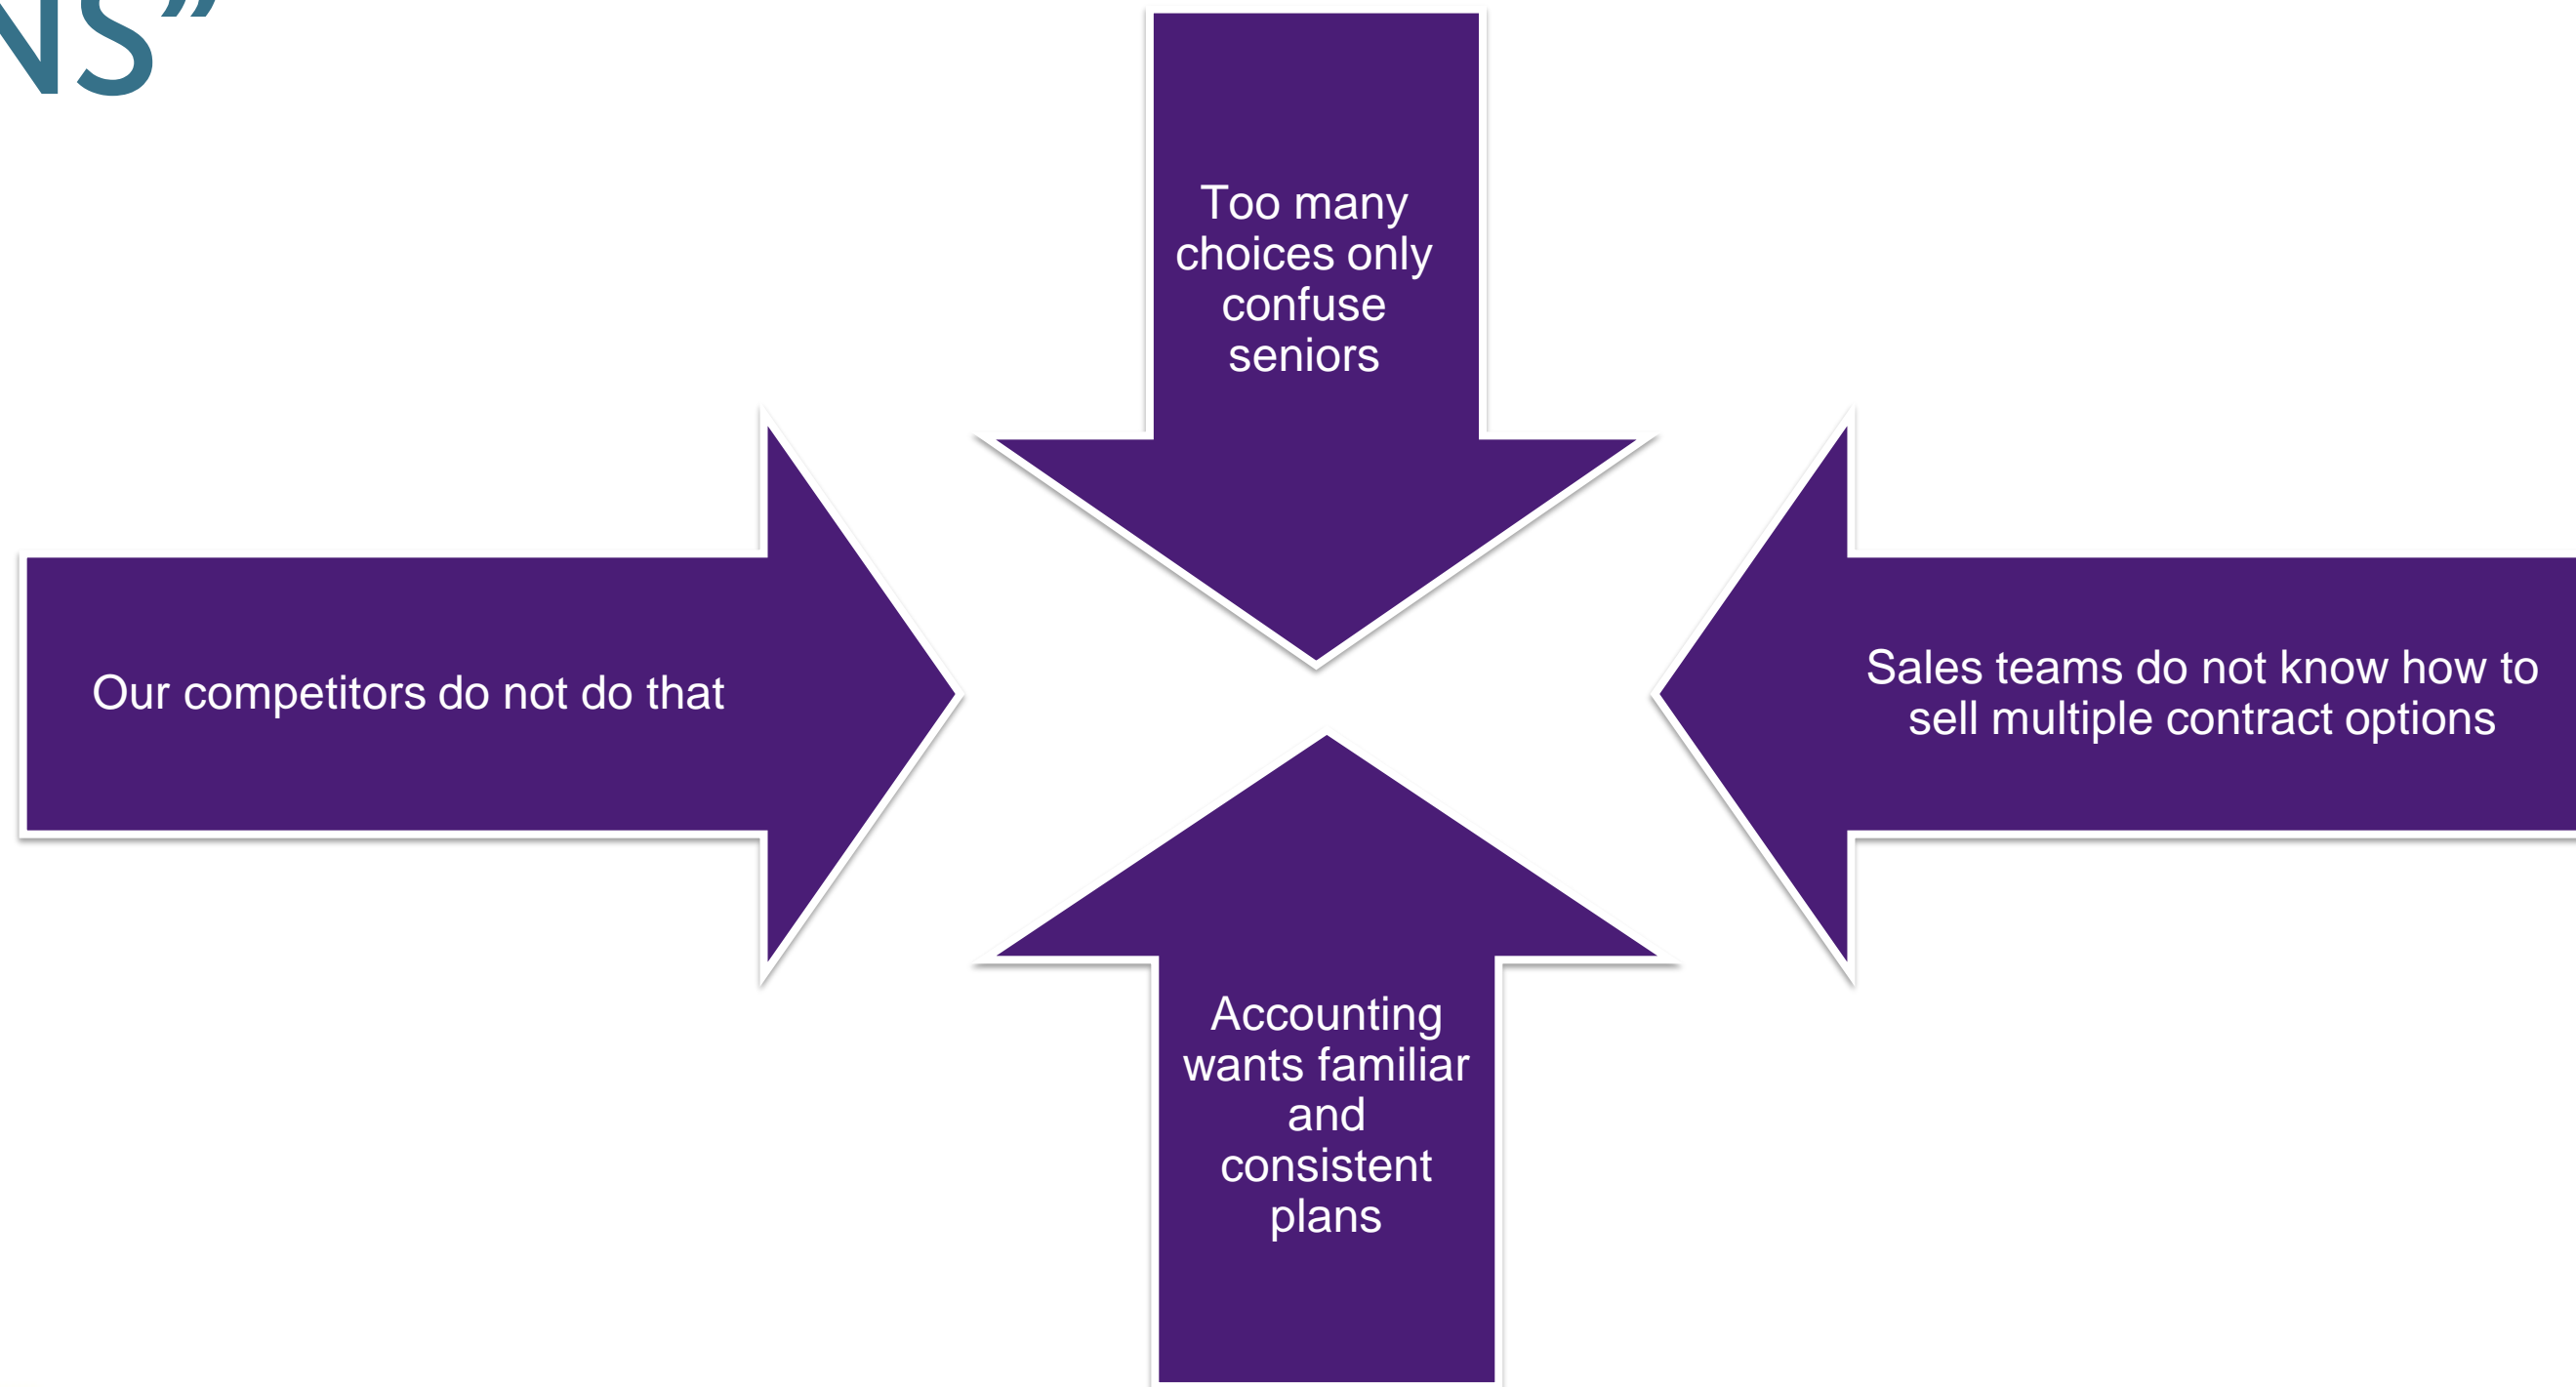 NS”
Too many
choices only
confuse
seniors
Our competitors do not do that
Sales teams do not know how to
sell multiple contract options
Accounting
wants familiar
and
consistent
plans